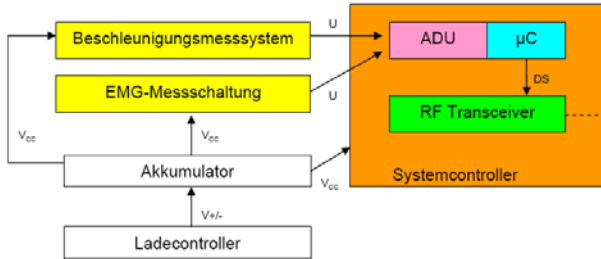 Beschleunigungsmesssystem
U
ADU
µC
EMG-Messschaltung
U
DS
RF Transceiver
Vcc
Vcc
Akkumulator
Vcc
Systemcontroller
V+/-
Ladecontroller